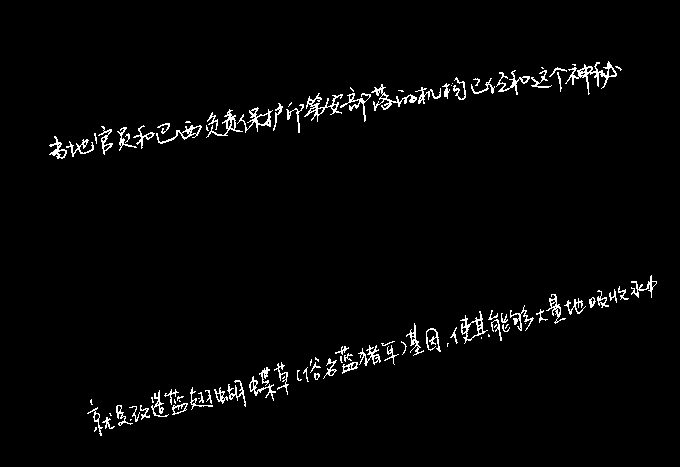 当地官员和巴西负责保护印第安部落的机构已经和这个神秘
就是改造蓝翅蝴蝶草(俗名蓝猪耳)基因，使其能够大量地吸收水中